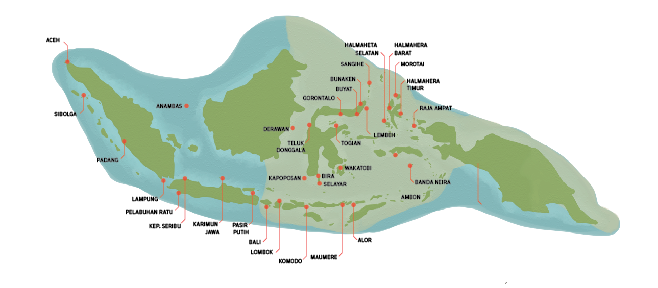 ACEH
SIBOLGA
PADANG
ANAMBAS
LAMPUNG
PELABUHAN RATU
KEP. SERIBU
KARIMUN
JAWA
PASIR
PUTIH
BALI
LOMBOK
KOMODO
MAUMERE
ALOR
DERAWAN
TELUK
DONGGALA
KAPOPOSAN
BIRA
SELAYAR
WAKATOBI
TOGIAN
GORONTALO
BUYAT
BUNAKEN
SANGIHE
LEMBEH
HALMAHETA
SELATAN
HALMAHERA
BARAT
MOROTAI
HALMAHERA
TIMUR
RAJA AMPAT
BANDA NEIRA
AMBON